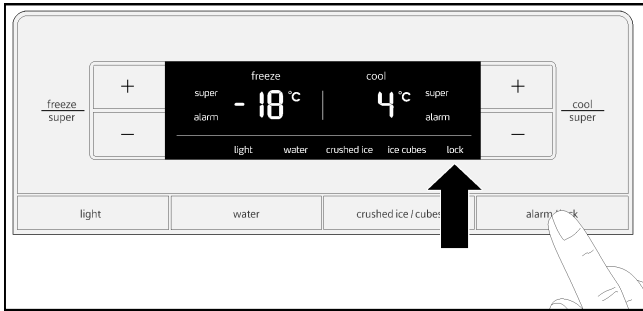 freeze cool
super -18 °C 4 °C super
alarm alarm
light water crushed ice ice cubes lock
+ +
− −
freeze
super
cool
super
light water crushed ice / cubes alarm